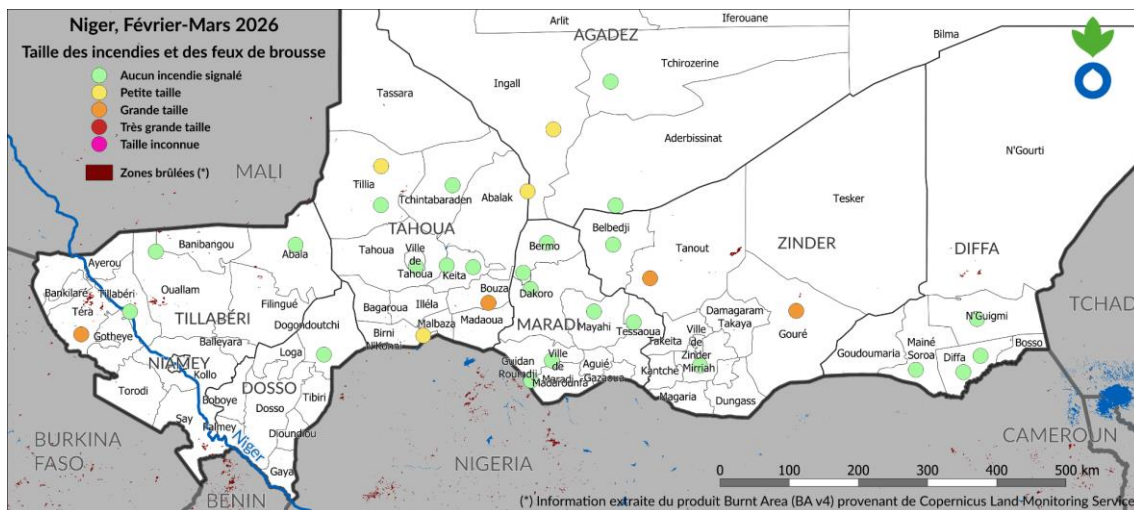 Niger, Février-Mars 2026
Taille des incendies et des feux de brousse
Aucun incendie signalé
Petite taille
Grande taille
Très grande taille
Taille inconnue
Zones brûlées (*)
Arlit
Iferouane
AGADEZ
Bilma
Tchirozerine
Ingall
Tassara
Aderbissinat
N'Gourti
MALI
Tillia
Tchintabaraden
Abalak
Tesker
TAHOUA
Belbedji
Banibangou
Tahoua
Ville de Tahoua
Bermo
Tanout
ZINDER
DIFFA
Abala
Keita
Ayerou
Ouallam
Bouza
Dakoro
Bankilaré
Tillabéri
Filingué
Bagaroua
Illéla
Madaoua
TCHAD
Téra
TILLABÉRI
Dogondoutchi
Malbaza
MARADI
Mayahi
Tessaoua
Damagaram Takaya
Gouré
N'Guigmi
Gotheye
Balleyara
Birni N'Konni
Takeita
Ville de Zinder
Goudoumaria
Mainé Soroa
Diffa
Bosso
NIAMEY
Loga
Guidan Roumdji
Ville de Maradi
Aguié
Kantché
Mirriah
Kollo
DOSSO
Madarounfa
Gazaoua
Torodi
Boboye
Tibiri
Magaria
Dungass
Say
Falmey
Dosso
Dioundiou
Niger
BURKINA FASO
Gaya
NIGERIA
CAMEROUN
BÉNIN
0 100 200 300 400 500 km
(*) Information extraite du produit Burnt Area (BA v4) provenant de Copernicus Land Monitoring Service